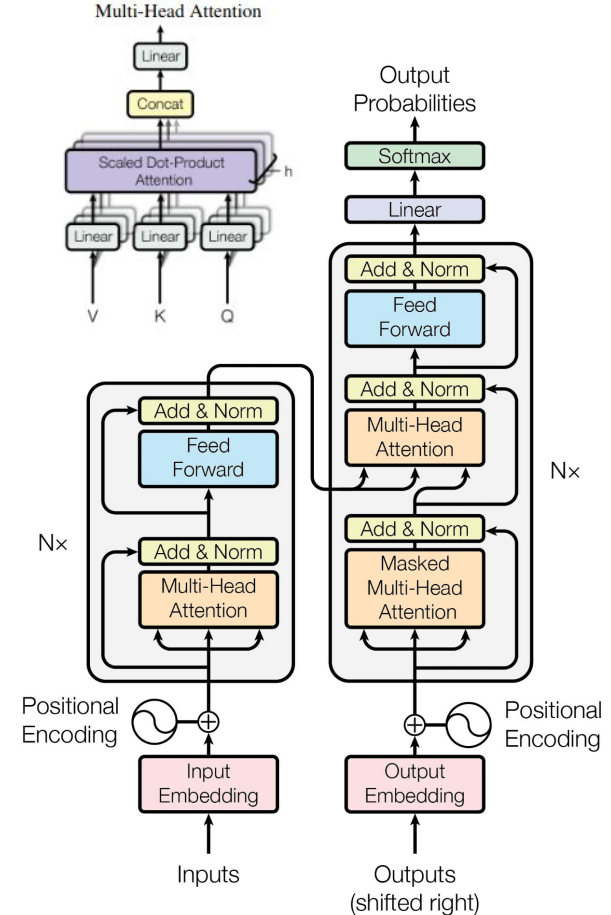 Multi-Head Attention
Linear
Concat
Scaled Dot-Product
Attention
h
Linear
Linear
Linear
V
K
Q
Output
Probabilities
Softmax
Linear
Add & Norm
Feed
Forward
Add & Norm
Multi-Head
Attention
Nx
Add & Norm
Masked
Multi-Head
Attention
Add & Norm
Feed
Forward
Nx
Add & Norm
Multi-Head
Attention
Positional
Encoding
Positional
Encoding
Input
Embedding
Output
Embedding
Inputs
Outputs
(shifted right)